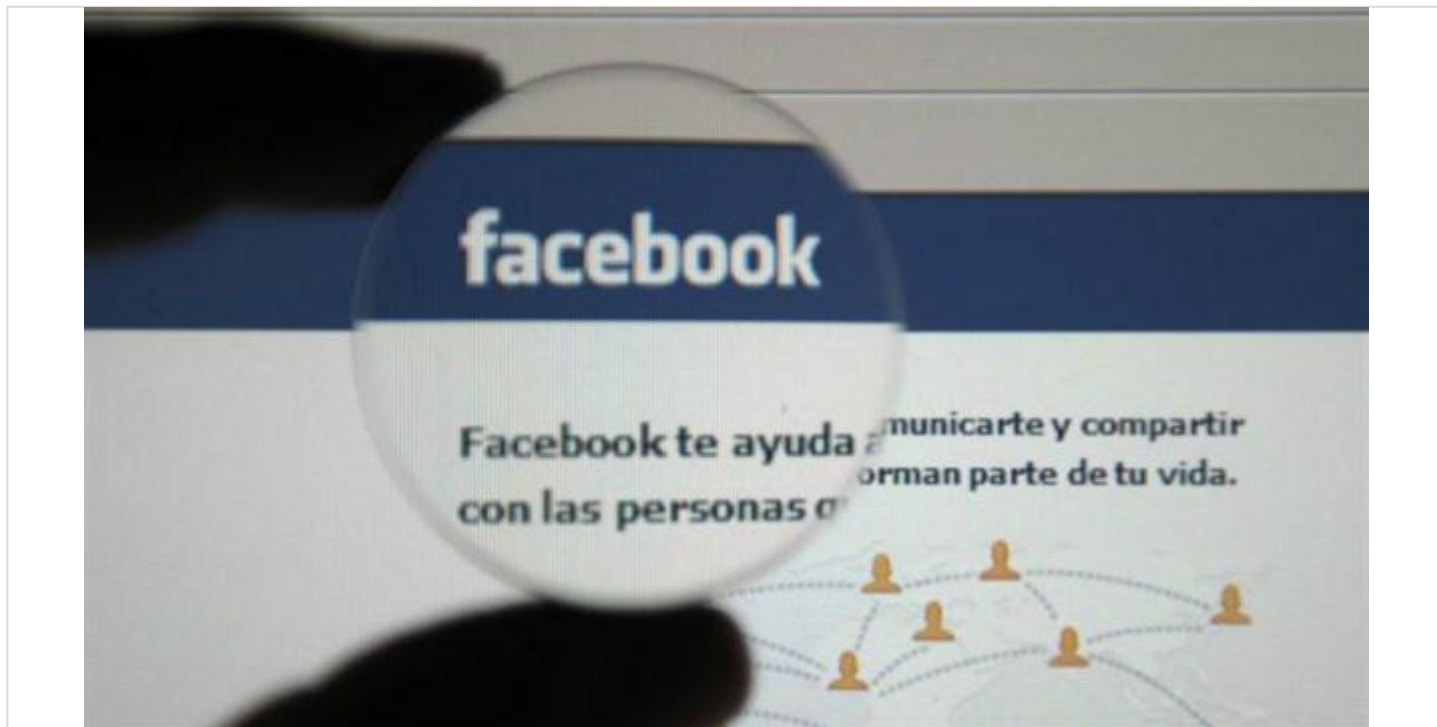 facebook
Facebook te ayuda a municarte y compartir
con las personas orman parte de tu vida.